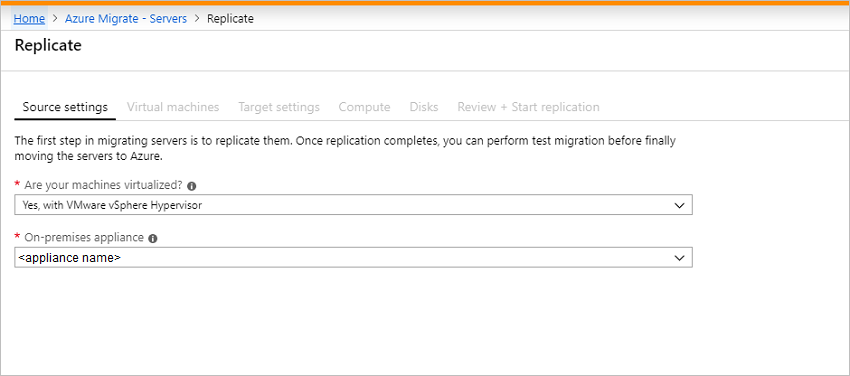 Home > Azure Migrate - Servers > Replicate
Replicate
Source settings Virtual machines Target settings Compute Disks Review + Start replication
The first step in migrating servers is to replicate them. Once replication completes, you can perform test migration before finally
moving the servers to Azure.
* Are your machines virtualized?
Yes, with VMware vSphere Hypervisor
* On-premises appliance
<appliance name>